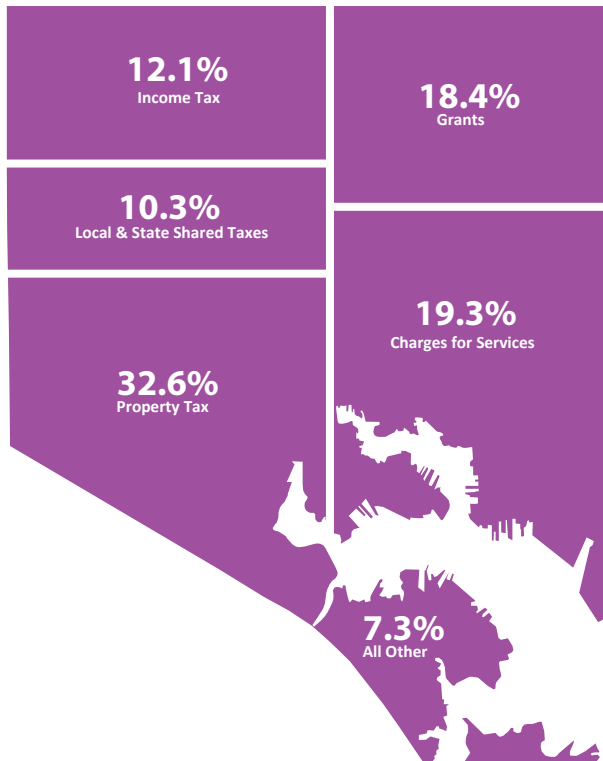 12.1%
Income Tax
18.4%
Grants
10.3%
Local & State Shared Taxes
19.3%
Charges for Services
32.6%
Property Tax
7.3%
All Other